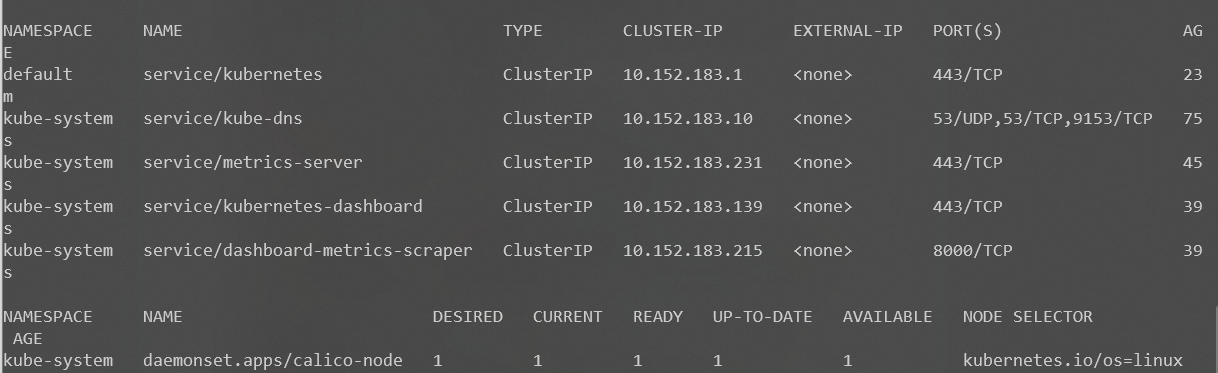 NAMESPACE     NAME                                TYPE        CLUSTER-IP       EXTERNAL-IP   PORT(S)                  AG
E
default       service/kubernetes                  ClusterIP   10.152.183.1     <none>        443/TCP                  23
m
kube-system   service/kube-dns                    ClusterIP   10.152.183.10    <none>        53/UDP,53/TCP,9153/TCP   75
s
kube-system   service/metrics-server              ClusterIP   10.152.183.231   <none>        443/TCP                  45
s
kube-system   service/kubernetes-dashboard        ClusterIP   10.152.183.139   <none>        443/TCP                  39
s
kube-system   service/dashboard-metrics-scraper   ClusterIP   10.152.183.215   <none>        8000/TCP                 39
s
NAMESPACE     NAME                         DESIRED   CURRENT   READY   UP-TO-DATE   AVAILABLE   NODE SELECTOR
 AGE
kube-system   daemonset.apps/calico-node   1         1         1       1            1           kubernetes.io/os=linux